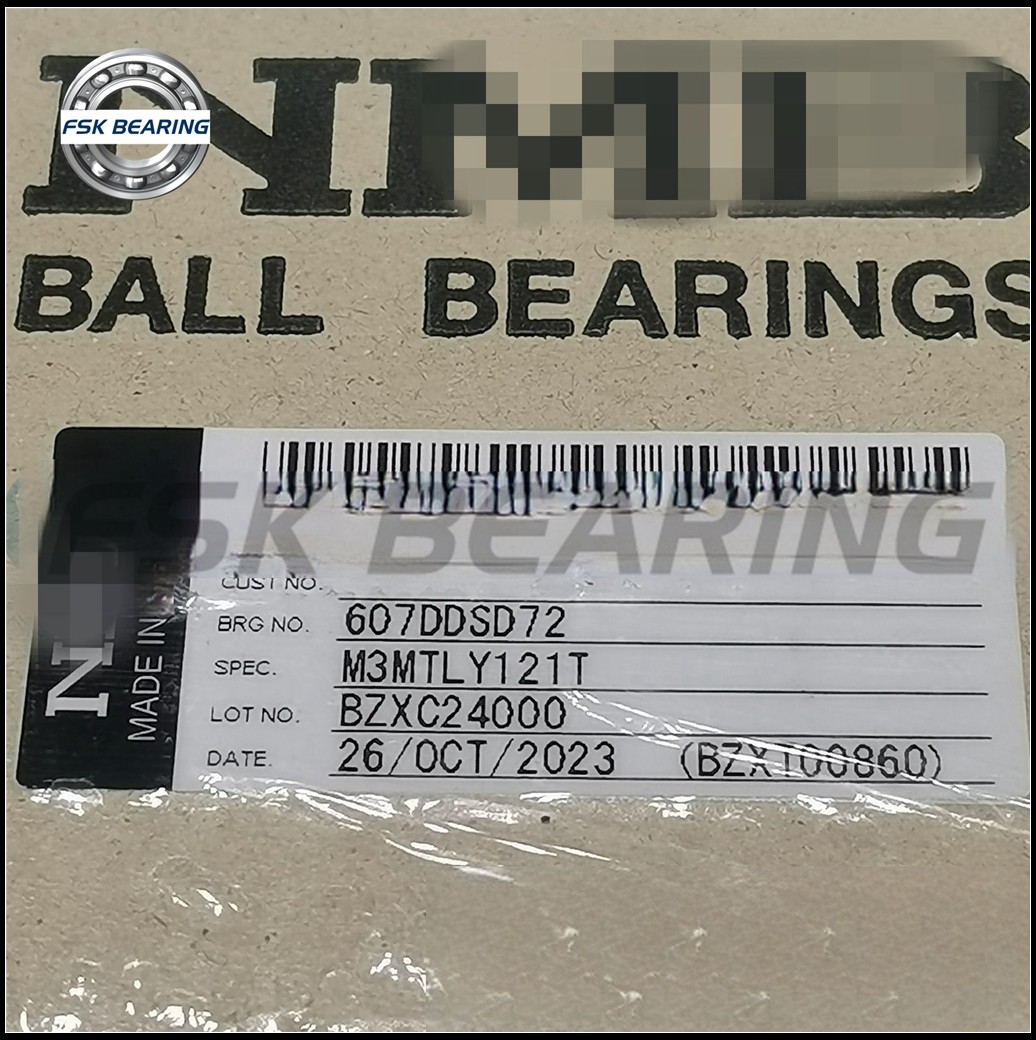 FSK BEARING
NMB
BALL BEARINGS
FSK BEARING
CUST NO.
BRG NO. 607DDSD72
SPEC. M3MTLY121T
LOT NO. BZXC24000
DATE. 26/OCT/2023 (BZX100860)
N
MADE IN